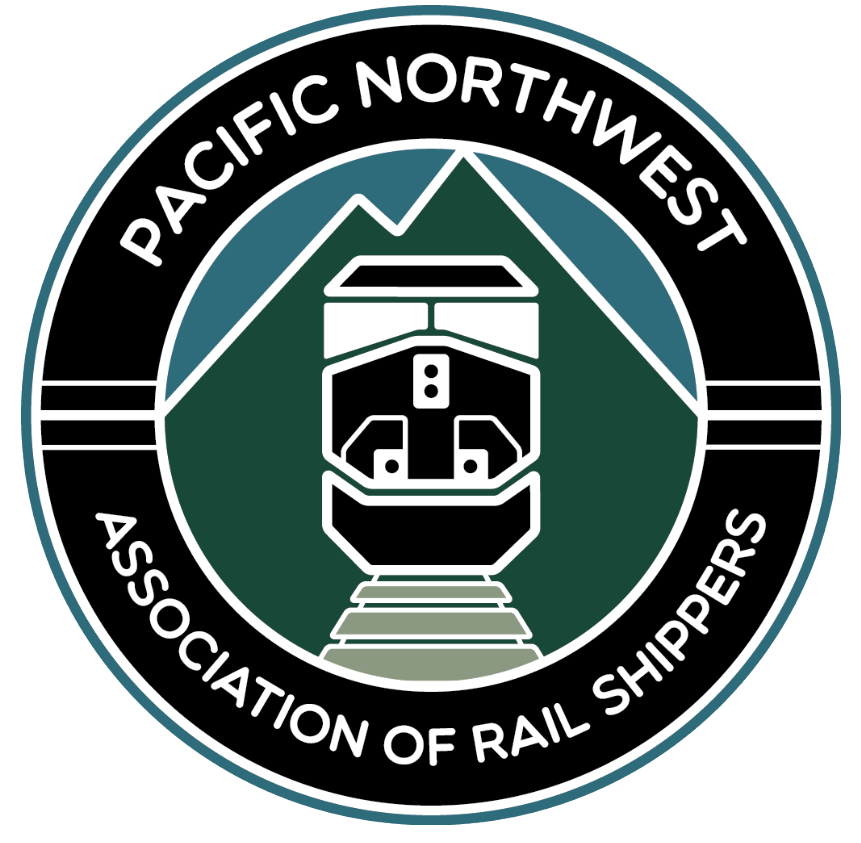 PACIFIC NORTHWEST
ASSOCIATION OF RAIL SHIPPERS